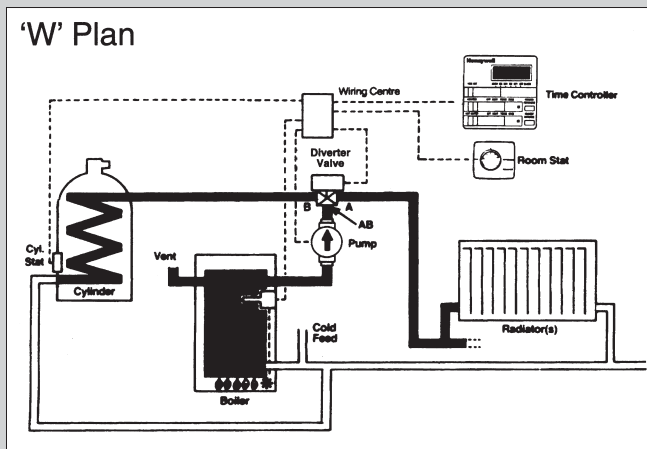 'W' Plan
Honeywell
Wiring Centre
Time Controller
Diverter
Valve
Room Stat
B
A
AB
Pump
Cyl.
Stat
Vent
Cylinder
Cold
Feed
Radiator(s)
Boiler